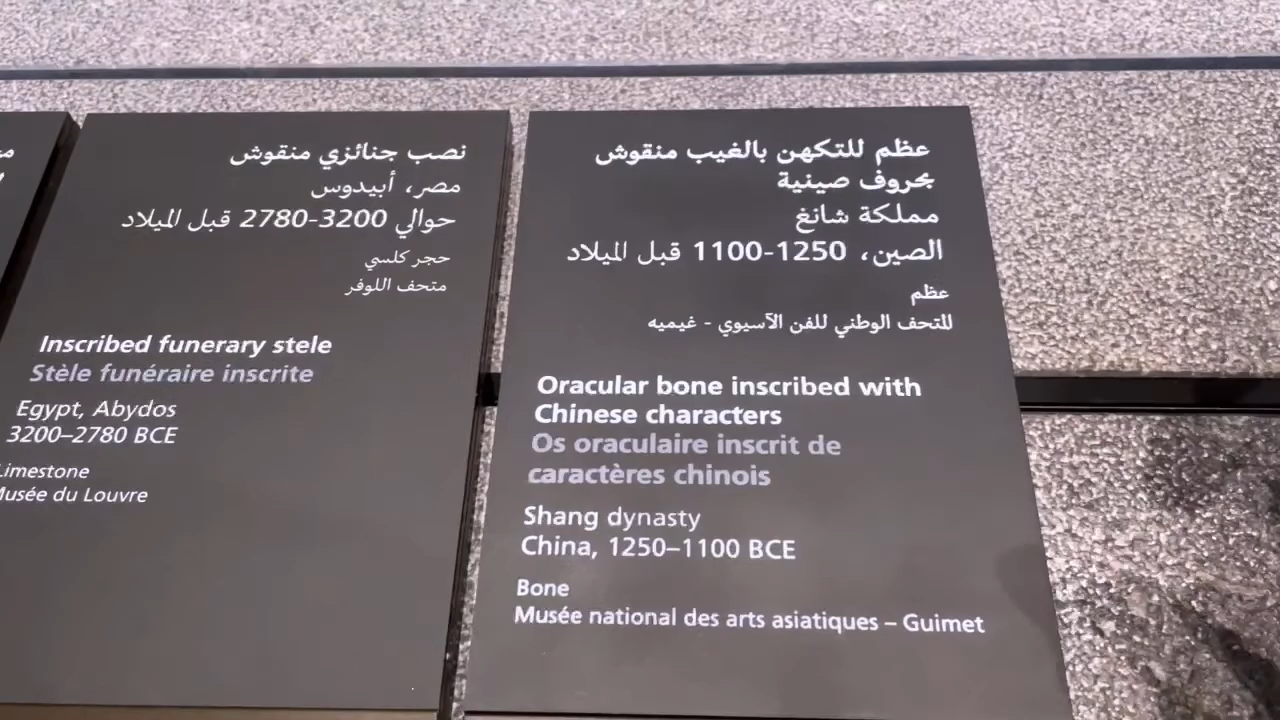 نصب جنائزي منقوش
مصر، أبيدوس
حوالي 3200-2780 قبل الميلاد
حجر كلسي
متحف اللوفر
Inscribed funerary stele
Stèle funéraire inscrite
Egypt, Abydos
3200–2780 BCE
Limestone
Musée du Louvre
عظم للتكهن بالغيب منقوش
بحروف صينية
مملكة شانغ
الصين، 1250-1100 قبل الميلاد
عظم
المتحف الوطني للفن الآسيوي - غيميه
Oracular bone inscribed with
Chinese characters
Os oraculaire inscrit de
caractères chinois
Shang dynasty
China, 1250–1100 BCE
Bone
Musée national des arts asiatiques – Guimet